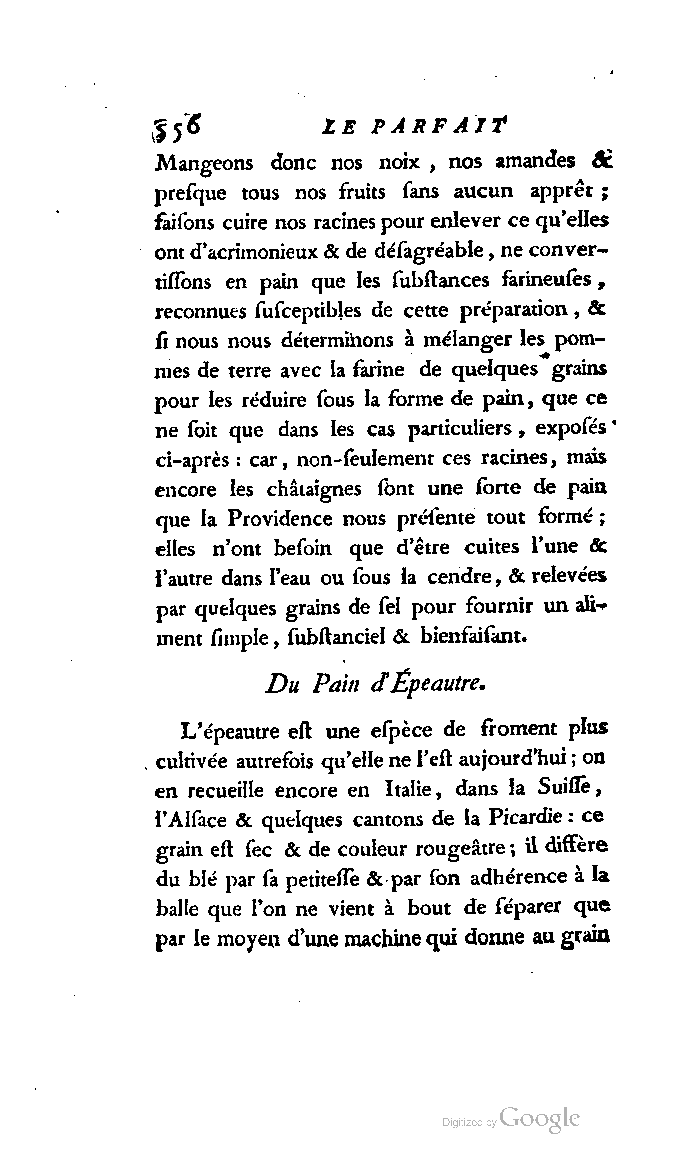 556 LE PARFAIT
Mangeons donc nos noix , nos amandes &
preſque tous nos fruits ſans aucun apprêt ;
faiſons cuire nos racines pour enlever ce qu'elles
ont d'acrimonieux & de déſagréable , ne conver-
tiſſons en pain que les ſubſtances farineuſes ,
reconnues ſuſceptibles de cette préparation , &
ſi nous nous déterminons à mélanger les pom-
mes de terre avec la farine de quelques grains
pour les réduire ſous la forme de pain , que ce
ne ſoit que dans les cas particuliers , expoſés
ci-après : car , non-ſeulement ces racines , mais
encore les châtaignes ſont une ſorte de pain
que la Providence nous préſente tout formé ;
elles n'ont beſoin que d'être cuites l'une &
l'autre dans l'eau ou ſous la cendre , & relevées
par quelques grains de ſel pour fournir un ali-
ment ſimple , ſubſtanciel & bienfaiſant.
Du Pain d'Épeautre.
L'épeautre eſt une eſpèce de froment plus
cultivée autrefois qu'elle ne l'eſt aujourd'hui ; on
en recueille encore en Italie , dans la Suiſſe ,
l'Alſace & quelques cantons de la Picardie : ce
grain eſt ſec & de couleur rougeâtre ; il diffère
du blé par ſa petiteſſe & par ſon adhérence à la
balle que l'on ne vient à bout de ſéparer que
par le moyen d'une machine qui donne au grain
Digitized by Google